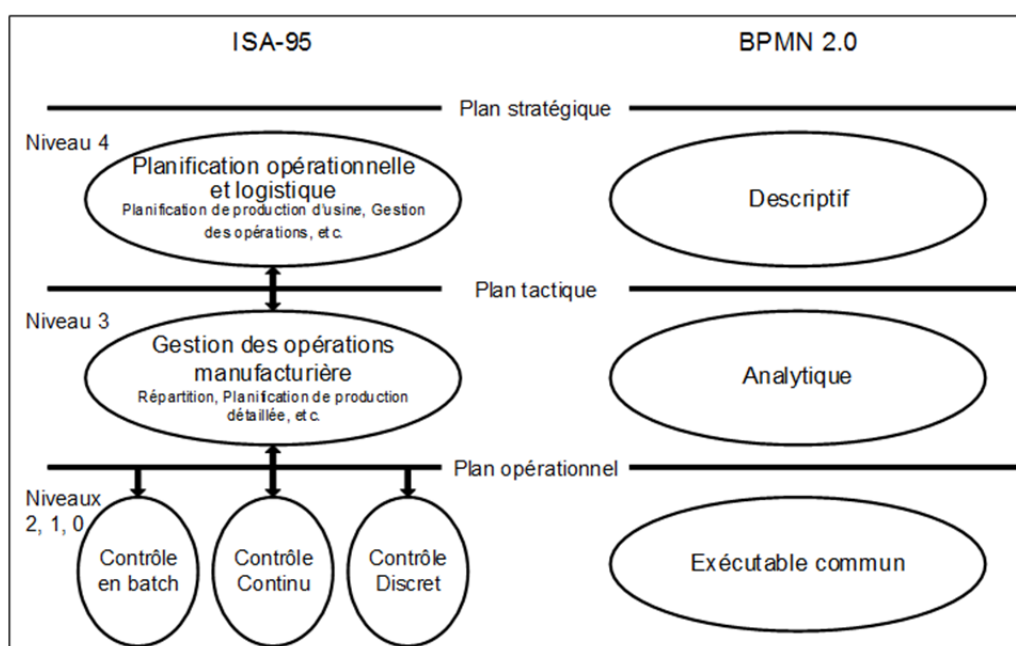 ISA-95
BPMN 2.0
Plan stratégique
Niveau 4
Planification opérationnelle
et logistique
Planification de production d'usine, Gestion
des opérations, etc.
Descriptif
Plan tactique
Niveau 3
Gestion des opérations
manufacturière
Répartition, Planification de production
détaillée, etc.
Analytique
Plan opérationnel
Niveaux
2, 1, 0
Contrôle
en batch
Contrôle
Continu
Contrôle
Discret
Exécutable commun